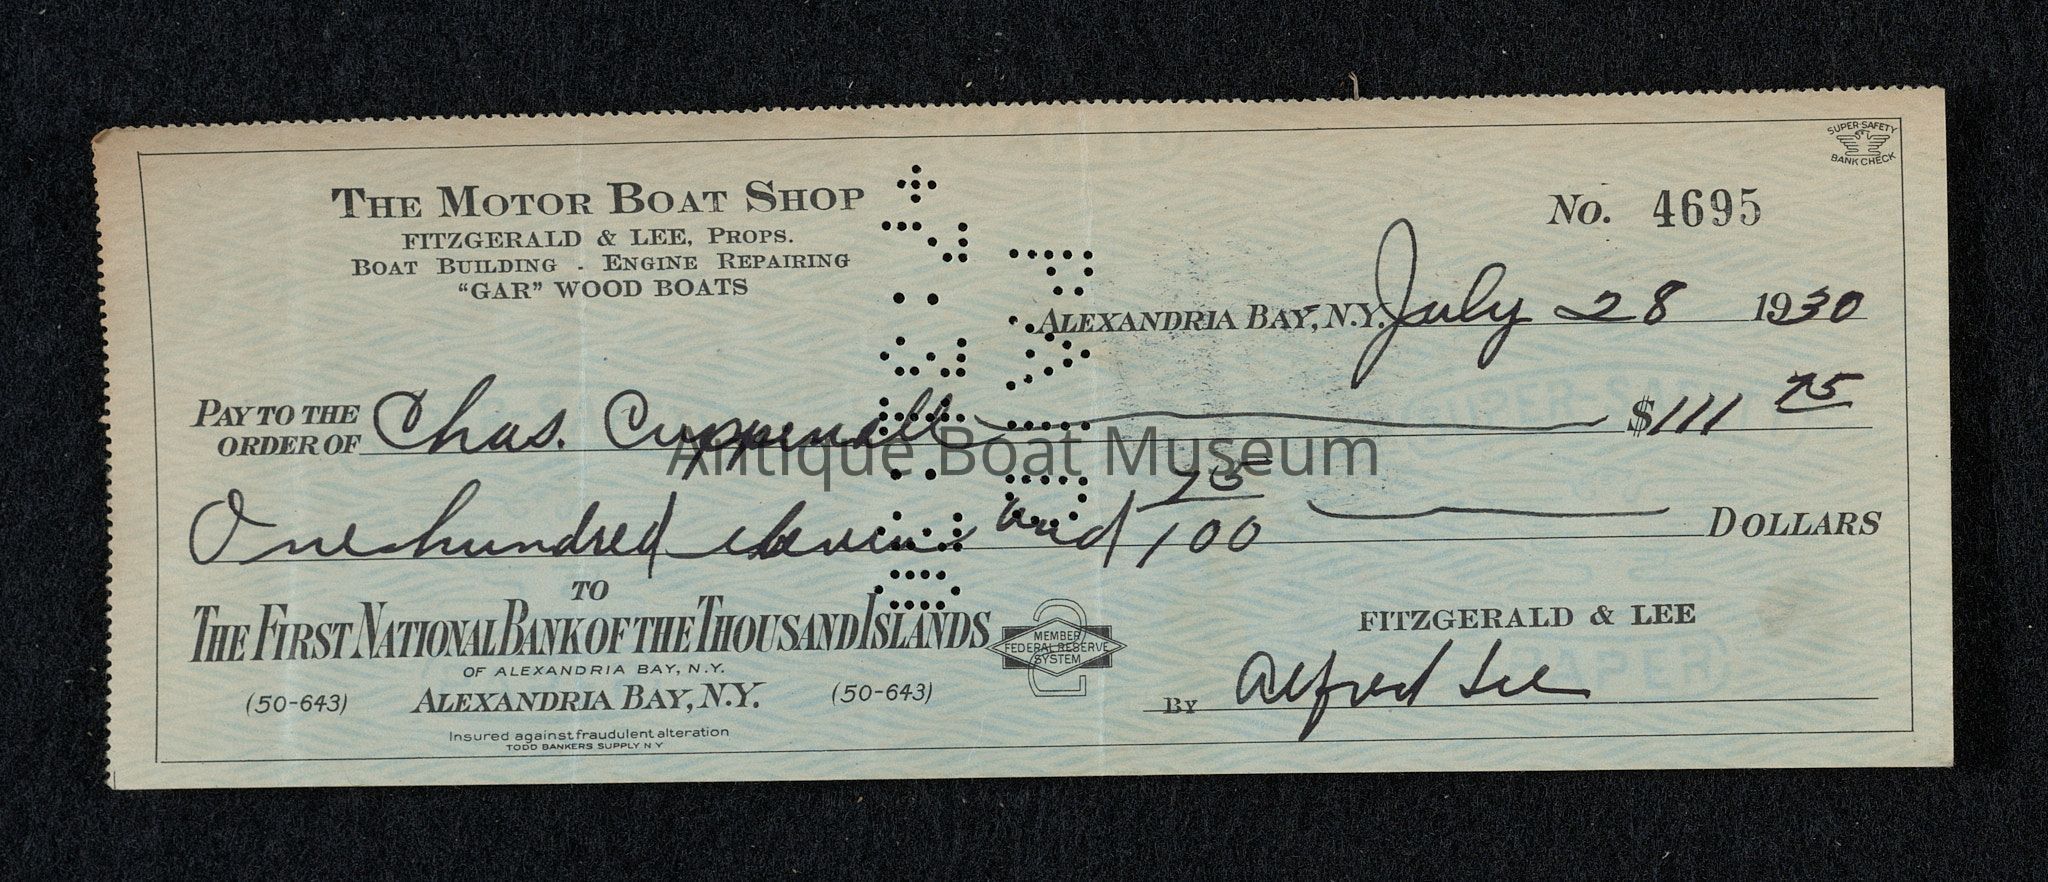 SUPER-SAFETY
BANK CHECK
THE MOTOR BOAT SHOP
FITZGERALD & LEE, PROPS.
BOAT BUILDING - ENGINE REPAIRING
"GAR" WOOD BOATS
No. 4695
ALEXANDRIA BAY, N.Y. July 28 1930
PAY TO THE
ORDER OF Chas. Cuppernall $111 75
Antique Boat Museum
One hundred eleven and 75/100 DOLLARS
TO
THE FIRST NATIONAL BANK OF THE THOUSAND ISLANDS
OF ALEXANDRIA BAY, N.Y.
(50-643) ALEXANDRIA BAY, N.Y. (50-643)
Insured against fraudulent alteration
TODD BANKERS SUPPLY N Y
MEMBER
FEDERAL RESERVE
SYSTEM
FITZGERALD & LEE
BY Alfred Lee